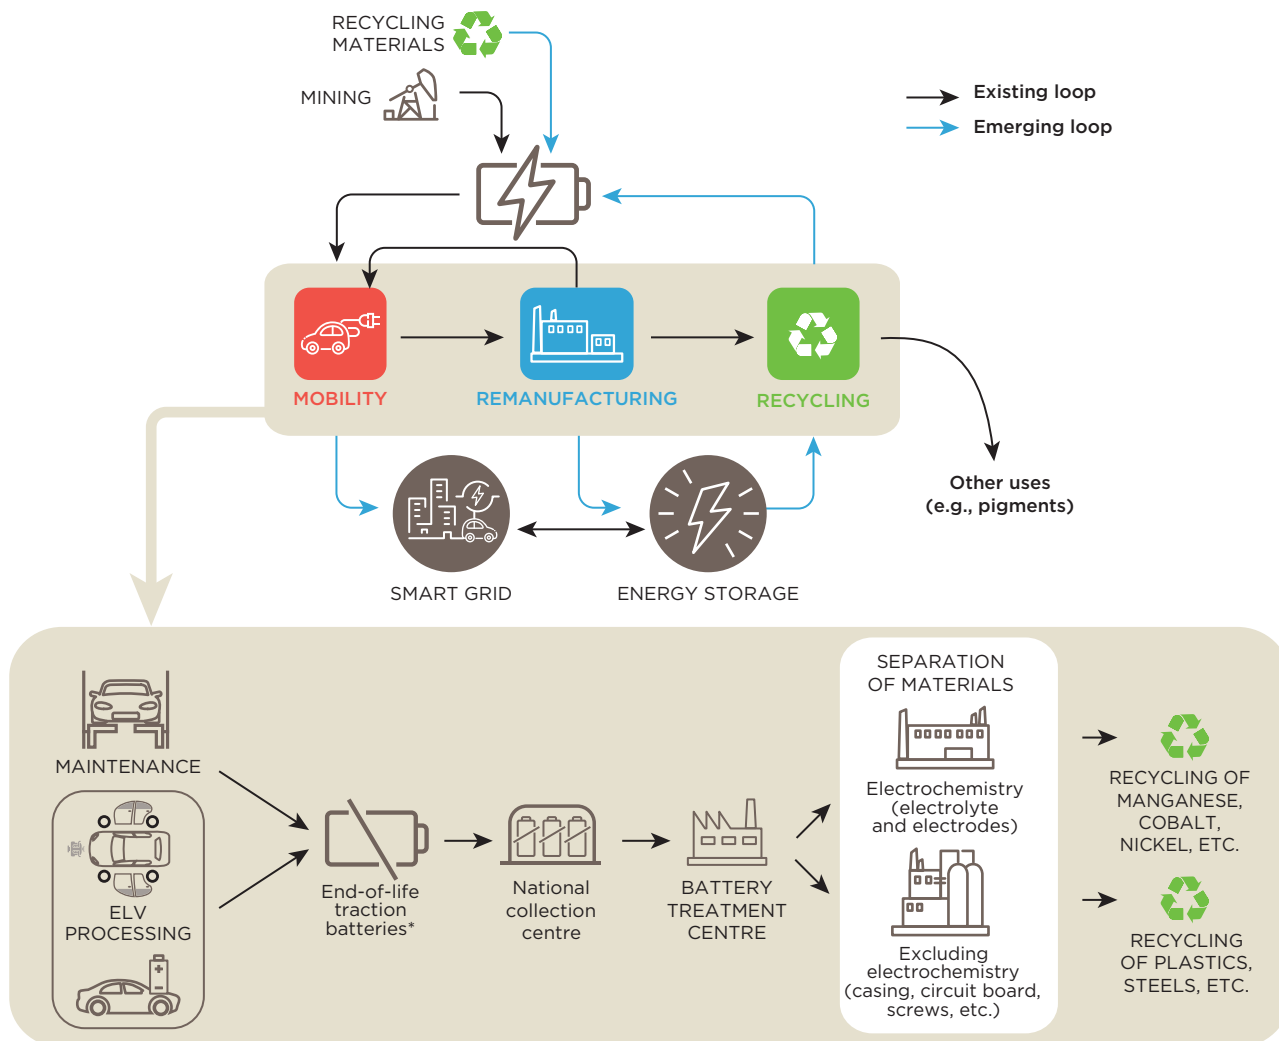 RECYCLING
MATERIALS
MINING
Existing loop
Emerging loop
MOBILITY
REMANUFACTURING
RECYCLING
Other uses
(e.g., pigments)
SMART GRID
ENERGY STORAGE
MAINTENANCE
ELV
PROCESSING
End-of-life
traction
batteries*
National
collection
centre
BATTERY
TREATMENT
CENTRE
SEPARATION
OF MATERIALS
Electrochemistry
(electrolyte
and electrodes)
Excluding
electrochemistry
(casing, circuit board,
screws, etc.)
RECYCLING OF
MANGANESE,
COBALT,
NICKEL, ETC.
RECYCLING
OF PLASTICS,
STEELS, ETC.